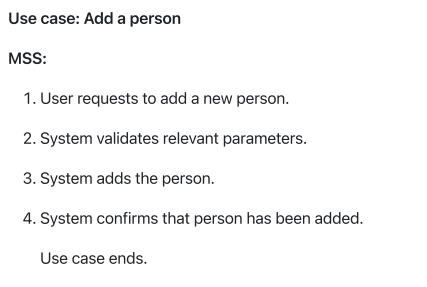 Use case: Add a person
MSS:
1. User requests to add a new person.
2. System validates relevant parameters.
3. System adds the person.
4. System confirms that person has been added.
Use case ends.